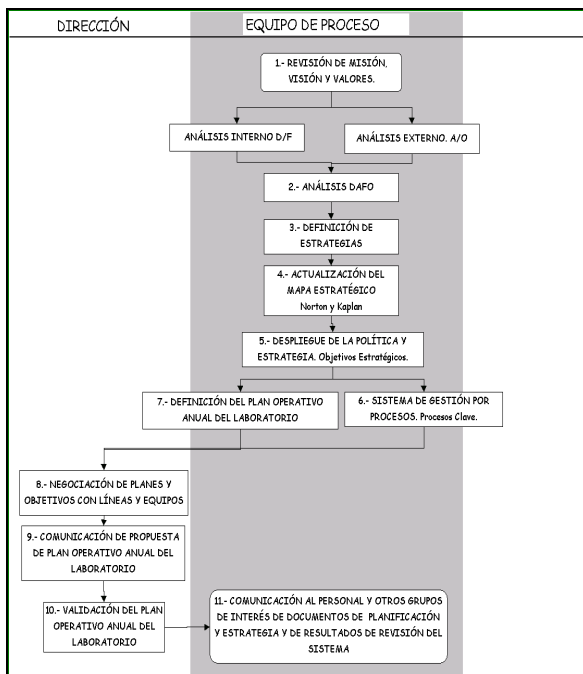 DIRECCIÓN
EQUIPO DE PROCESO
1.- REVISIÓN DE MISIÓN,
VISIÓN Y VALORES.
ANÁLISIS INTERNO D/F
ANÁLISIS EXTERNO. A/O
2.- ANÁLISIS DAFO
3.- DEFINICIÓN DE
ESTRATEGIAS
4.- ACTUALIZACIÓN DEL
MAPA ESTRATÉGICO
Norton y Kaplan
5.- DESPLIEGUE DE LA POLÍTICA Y
ESTRATEGIA. Objetivos Estratégicos.
7.- DEFINICIÓN DEL PLAN OPERATIVO
ANUAL DEL LABORATORIO
6.- SISTEMA DE GESTIÓN POR
PROCESOS. Procesos Clave.
8.- NEGOCIACIÓN DE PLANES Y
OBJETIVOS CON LÍNEAS Y EQUIPOS
9.- COMUNICACIÓN DE PROPUESTA
DE PLAN OPERATIVO ANUAL DEL
LABORATORIO
10.- VALIDACIÓN DEL PLAN
OPERATIVO ANUAL DEL
LABORATORIO
11.- COMUNICACIÓN AL PERSONAL Y OTROS GRUPOS
DE INTERÉS DE DOCUMENTOS DE PLANIFICACIÓN
Y ESTRATEGIA Y DE RESULTADOS DE REVISIÓN DEL
SISTEMA